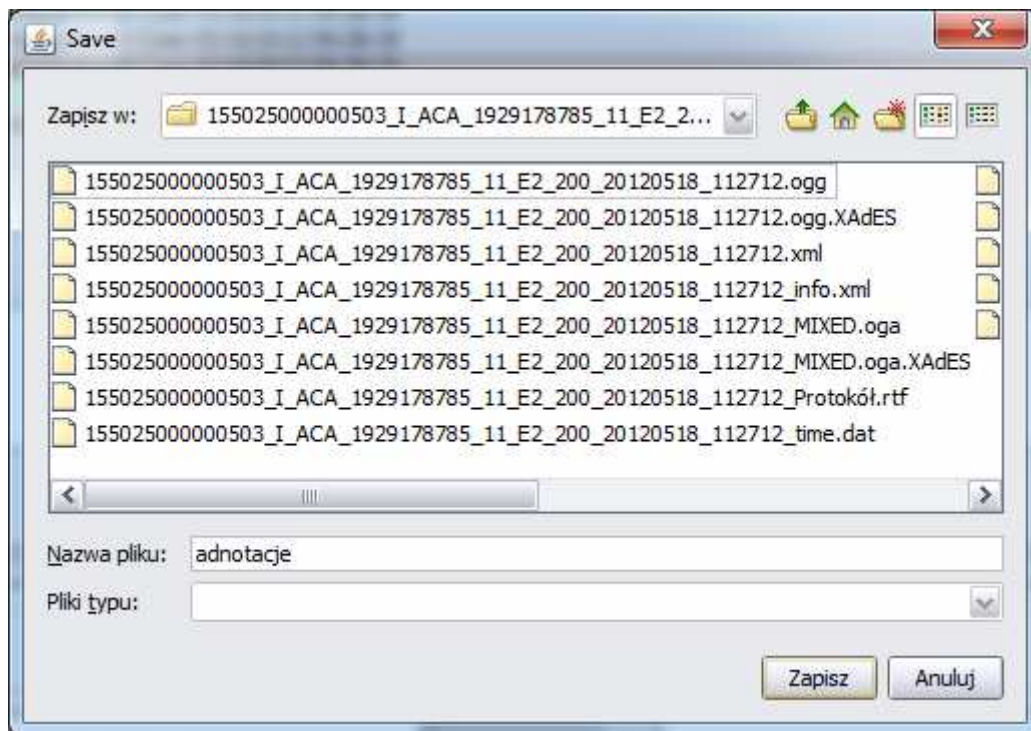 Save
Zapisz w: 155025000000503_I_ACA_1929178785_11_E2_2...
155025000000503_I_ACA_1929178785_11_E2_200_20120518_112712.ogg
155025000000503_I_ACA_1929178785_11_E2_200_20120518_112712.ogg.XAdES
155025000000503_I_ACA_1929178785_11_E2_200_20120518_112712.xml
155025000000503_I_ACA_1929178785_11_E2_200_20120518_112712_info.xml
155025000000503_I_ACA_1929178785_11_E2_200_20120518_112712_MIXED.oga
155025000000503_I_ACA_1929178785_11_E2_200_20120518_112712_MIXED.oga.XAdES
155025000000503_I_ACA_1929178785_11_E2_200_20120518_112712_Protokół.rtf
155025000000503_I_ACA_1929178785_11_E2_200_20120518_112712_time.dat
Nazwa pliku: adnotacje
Pliki typu:
Zapisz Anuluj